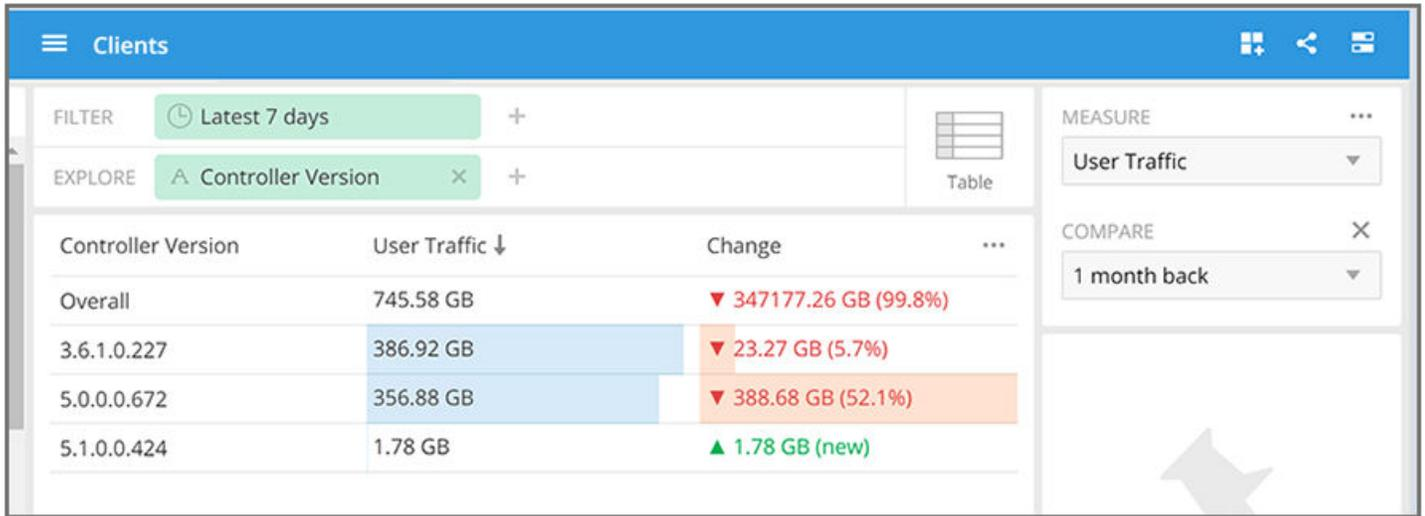 Clients
FILTER Latest 7 days +
EXPLORE A Controller Version × +
Table
MEASURE ...
User Traffic
COMPARE ×
1 month back
Controller Version User Traffic ↓ Change ...
Overall 745.58 GB ▼ 347177.26 GB (99.8%)
3.6.1.0.227 386.92 GB ▼ 23.27 GB (5.7%)
5.0.0.0.672 356.88 GB ▼ 388.68 GB (52.1%)
5.1.0.0.424 1.78 GB ▲ 1.78 GB (new)